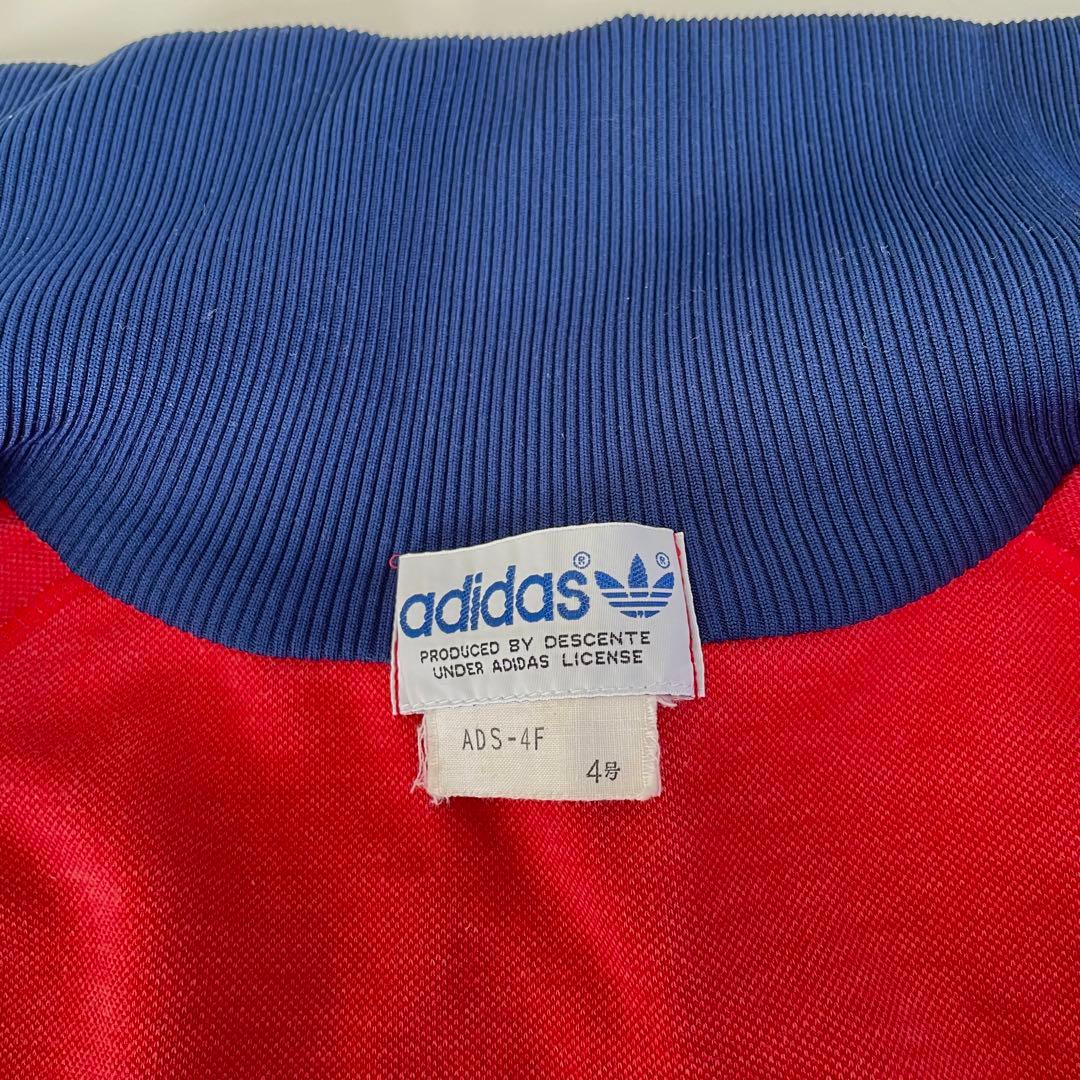 adidas® ®
PRODUCED BY DESCENTE
UNDER ADIDAS LICENSE
ADS-4F
4号